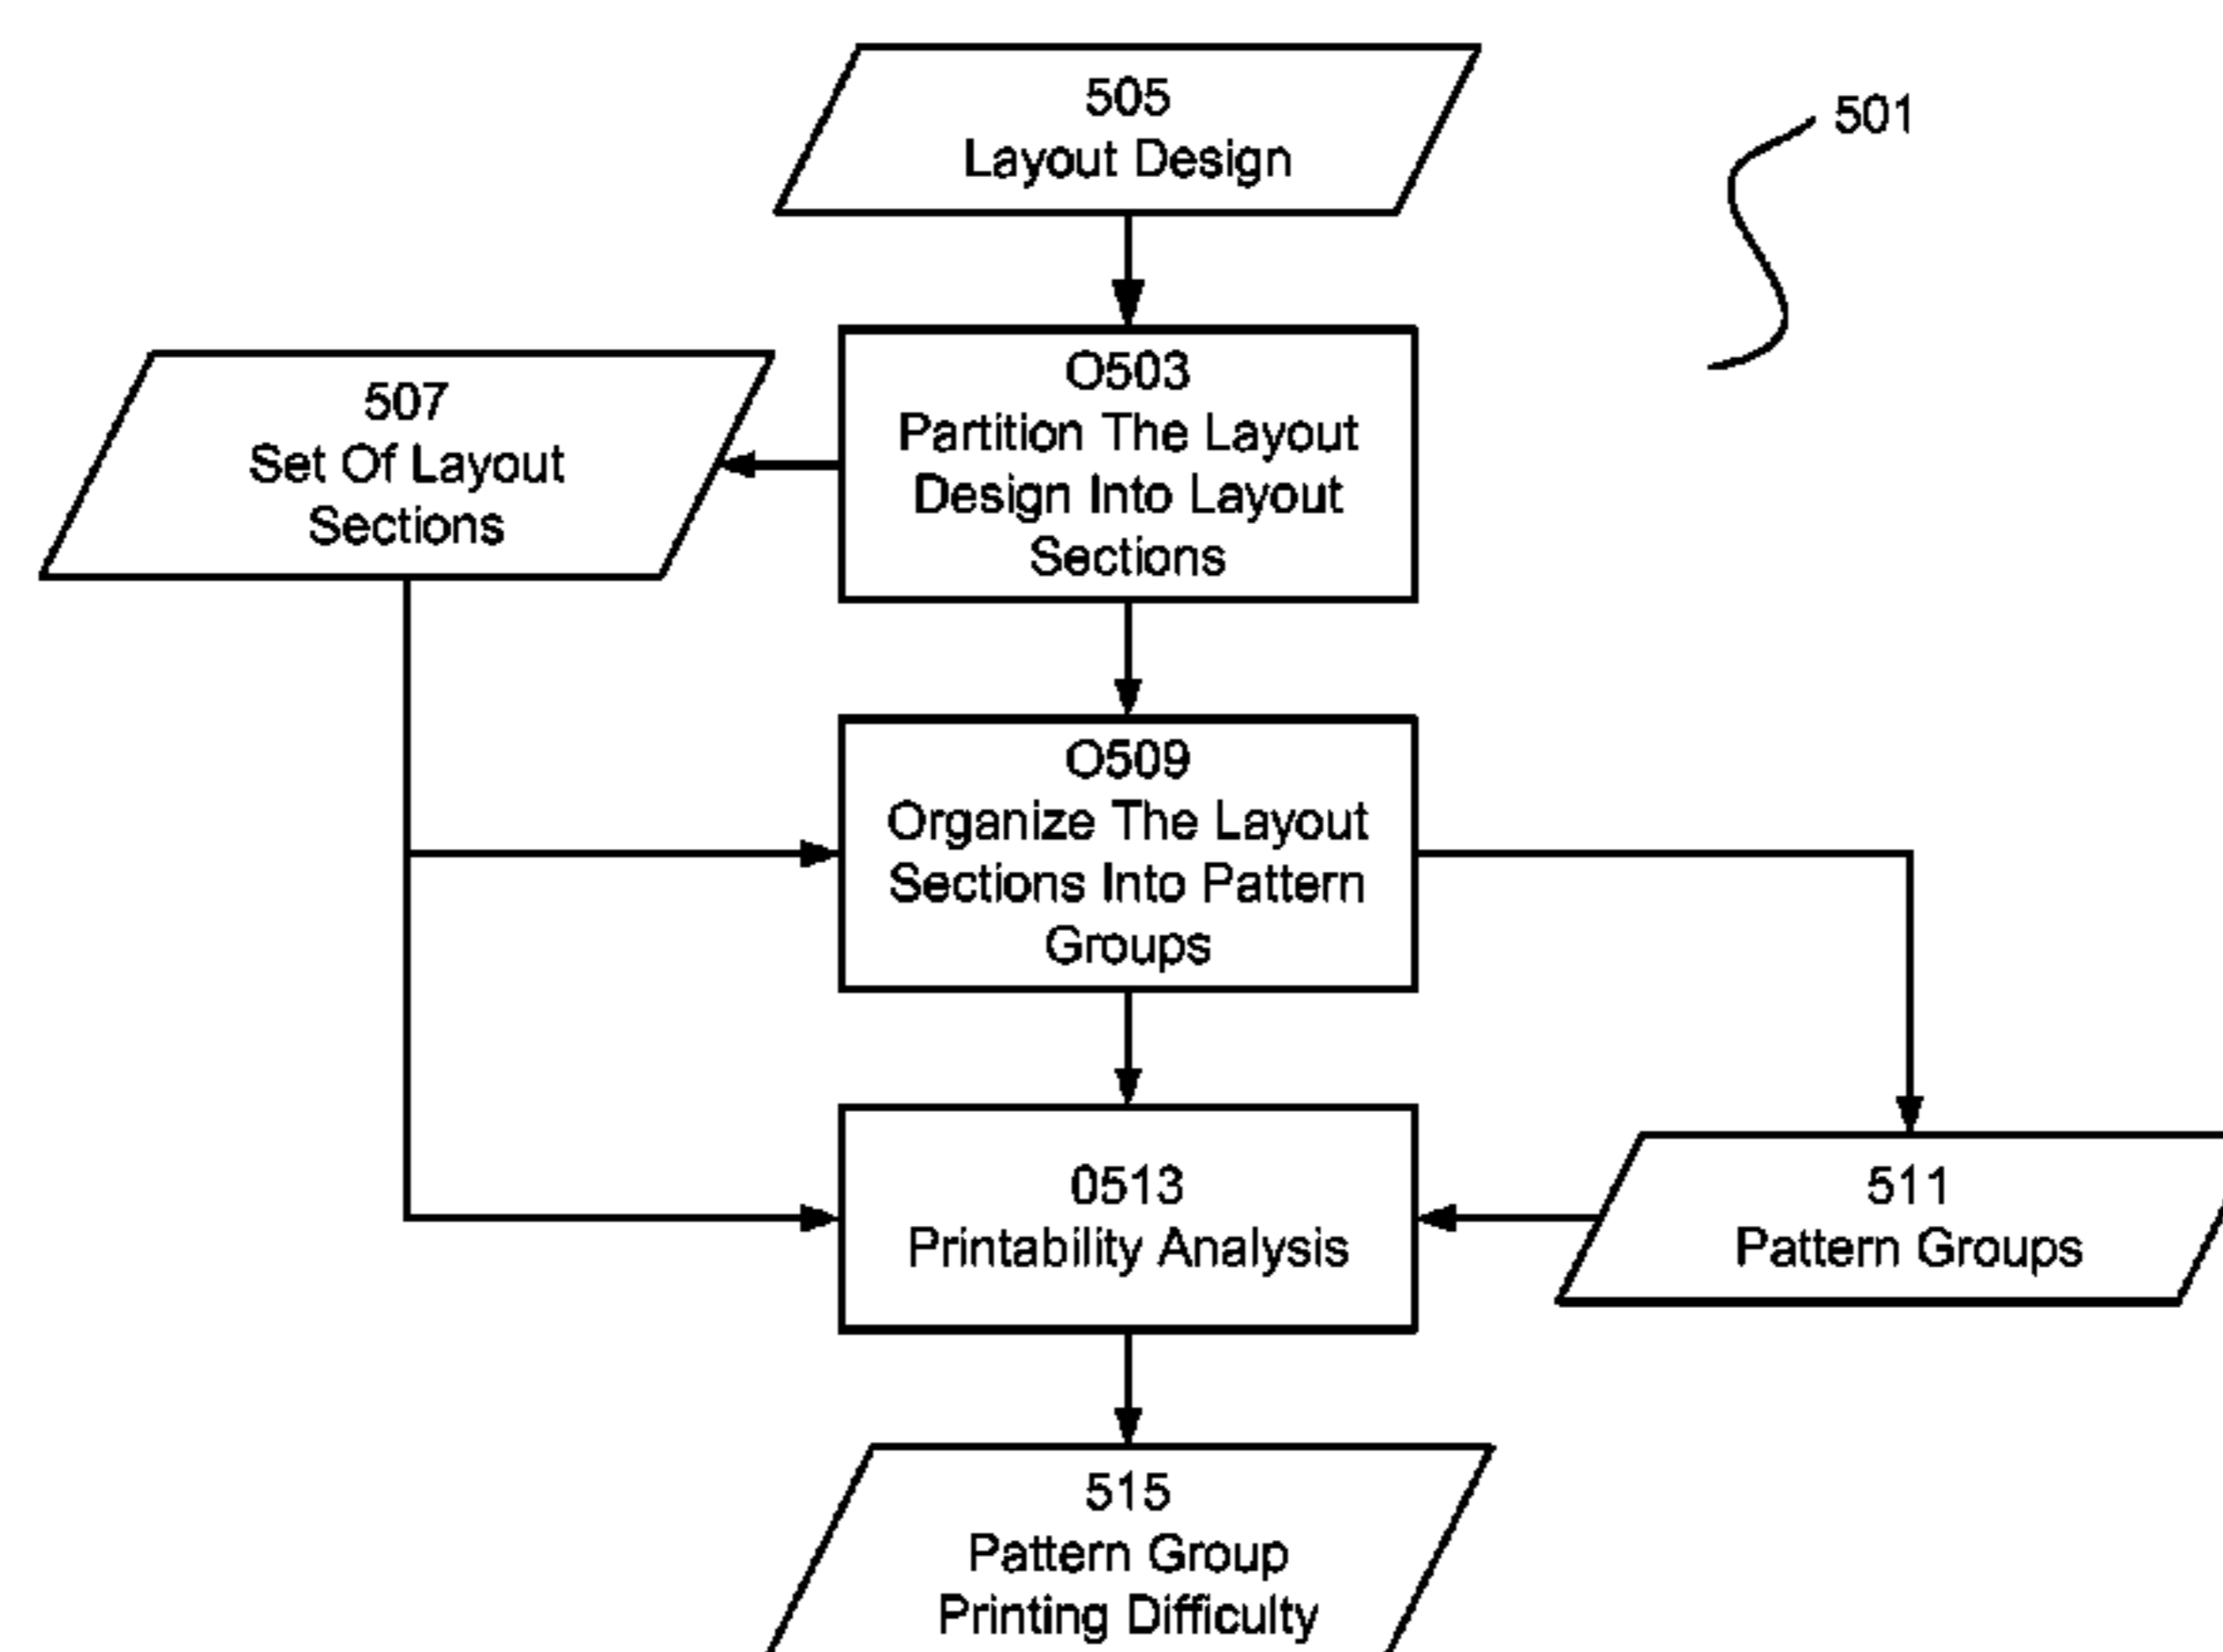 505
Layout Design
501
507
Set Of Layout
Sections
O503
Partition The Layout
Design Into Layout
Sections
O509
Organize The Layout
Sections Into Pattern
Groups
0513
Printability Analysis
511
Pattern Groups
515
Pattern Group
Printing Difficulty